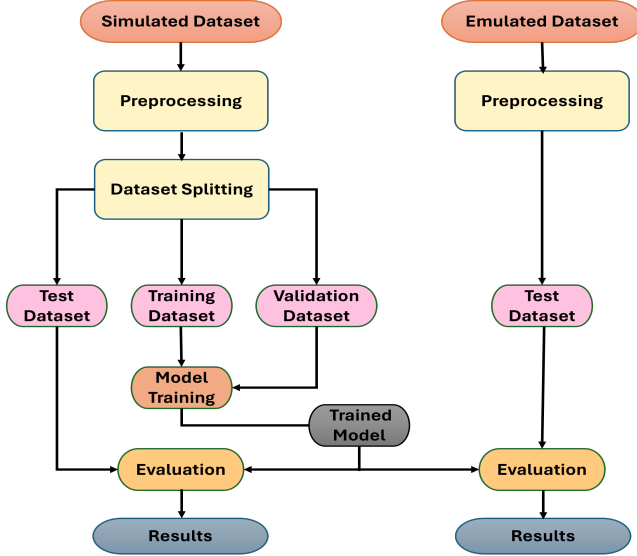 Simulated Dataset
Emulated Dataset
Preprocessing
Preprocessing
Dataset Splitting
Test
Dataset
Training
Dataset
Validation
Dataset
Test
Dataset
Model
Training
Trained
Model
Evaluation
Evaluation
Results
Results